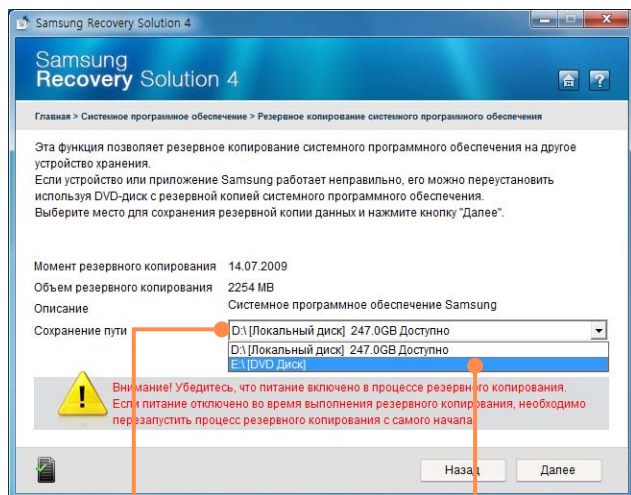 Samsung Recovery Solution 4
Samsung
Recovery Solution 4
Главная > Системное программное обеспечение > Резервное копирование системного программного обеспечения
Эта функция позволяет резервное копирование системного программного обеспечения на другое
устройство хранения.
Если устройство или приложение Samsung работает неправильно, его можно переустановить
используя DVD-диск с резервной копией системного программного обеспечения.
Выберите место для сохранения резервной копии данных и нажмите кнопку "Далее".
Момент резервного копирования 14.07.2009
Объем резервного копирования 2254 MB
Описание Системное программное обеспечение Samsung
Сохранение пути D:\ [Локальный диск] 247.0GB Доступно
D:\ [Локальный диск] 247.0GB Доступно
E:\ [DVD Диск]
Внимание! Убедитесь, что питание включено в процессе резервного копирования.
Если питание отключено во время выполнения резервного копирования, необходимо
перезапустить процесс резервного копирования с самого начала.
Назад Далее